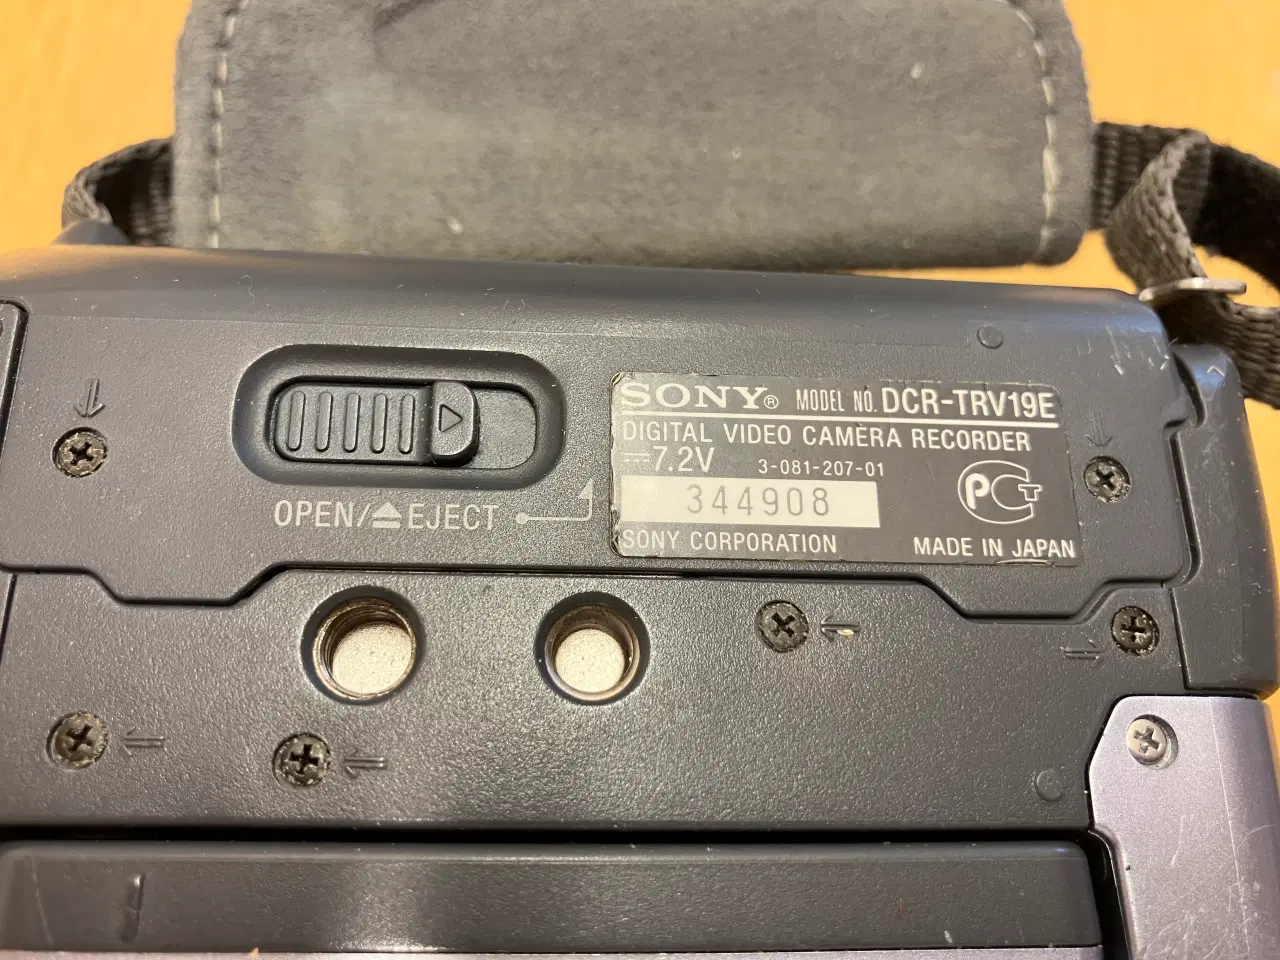 SONY® MODEL NO. DCR-TRV19E
DIGITAL VIDEO CAMERA RECORDER
⎓7.2V 3-081-207-01
344908
PCT
SONY CORPORATION MADE IN JAPAN
OPEN/⏏EJECT